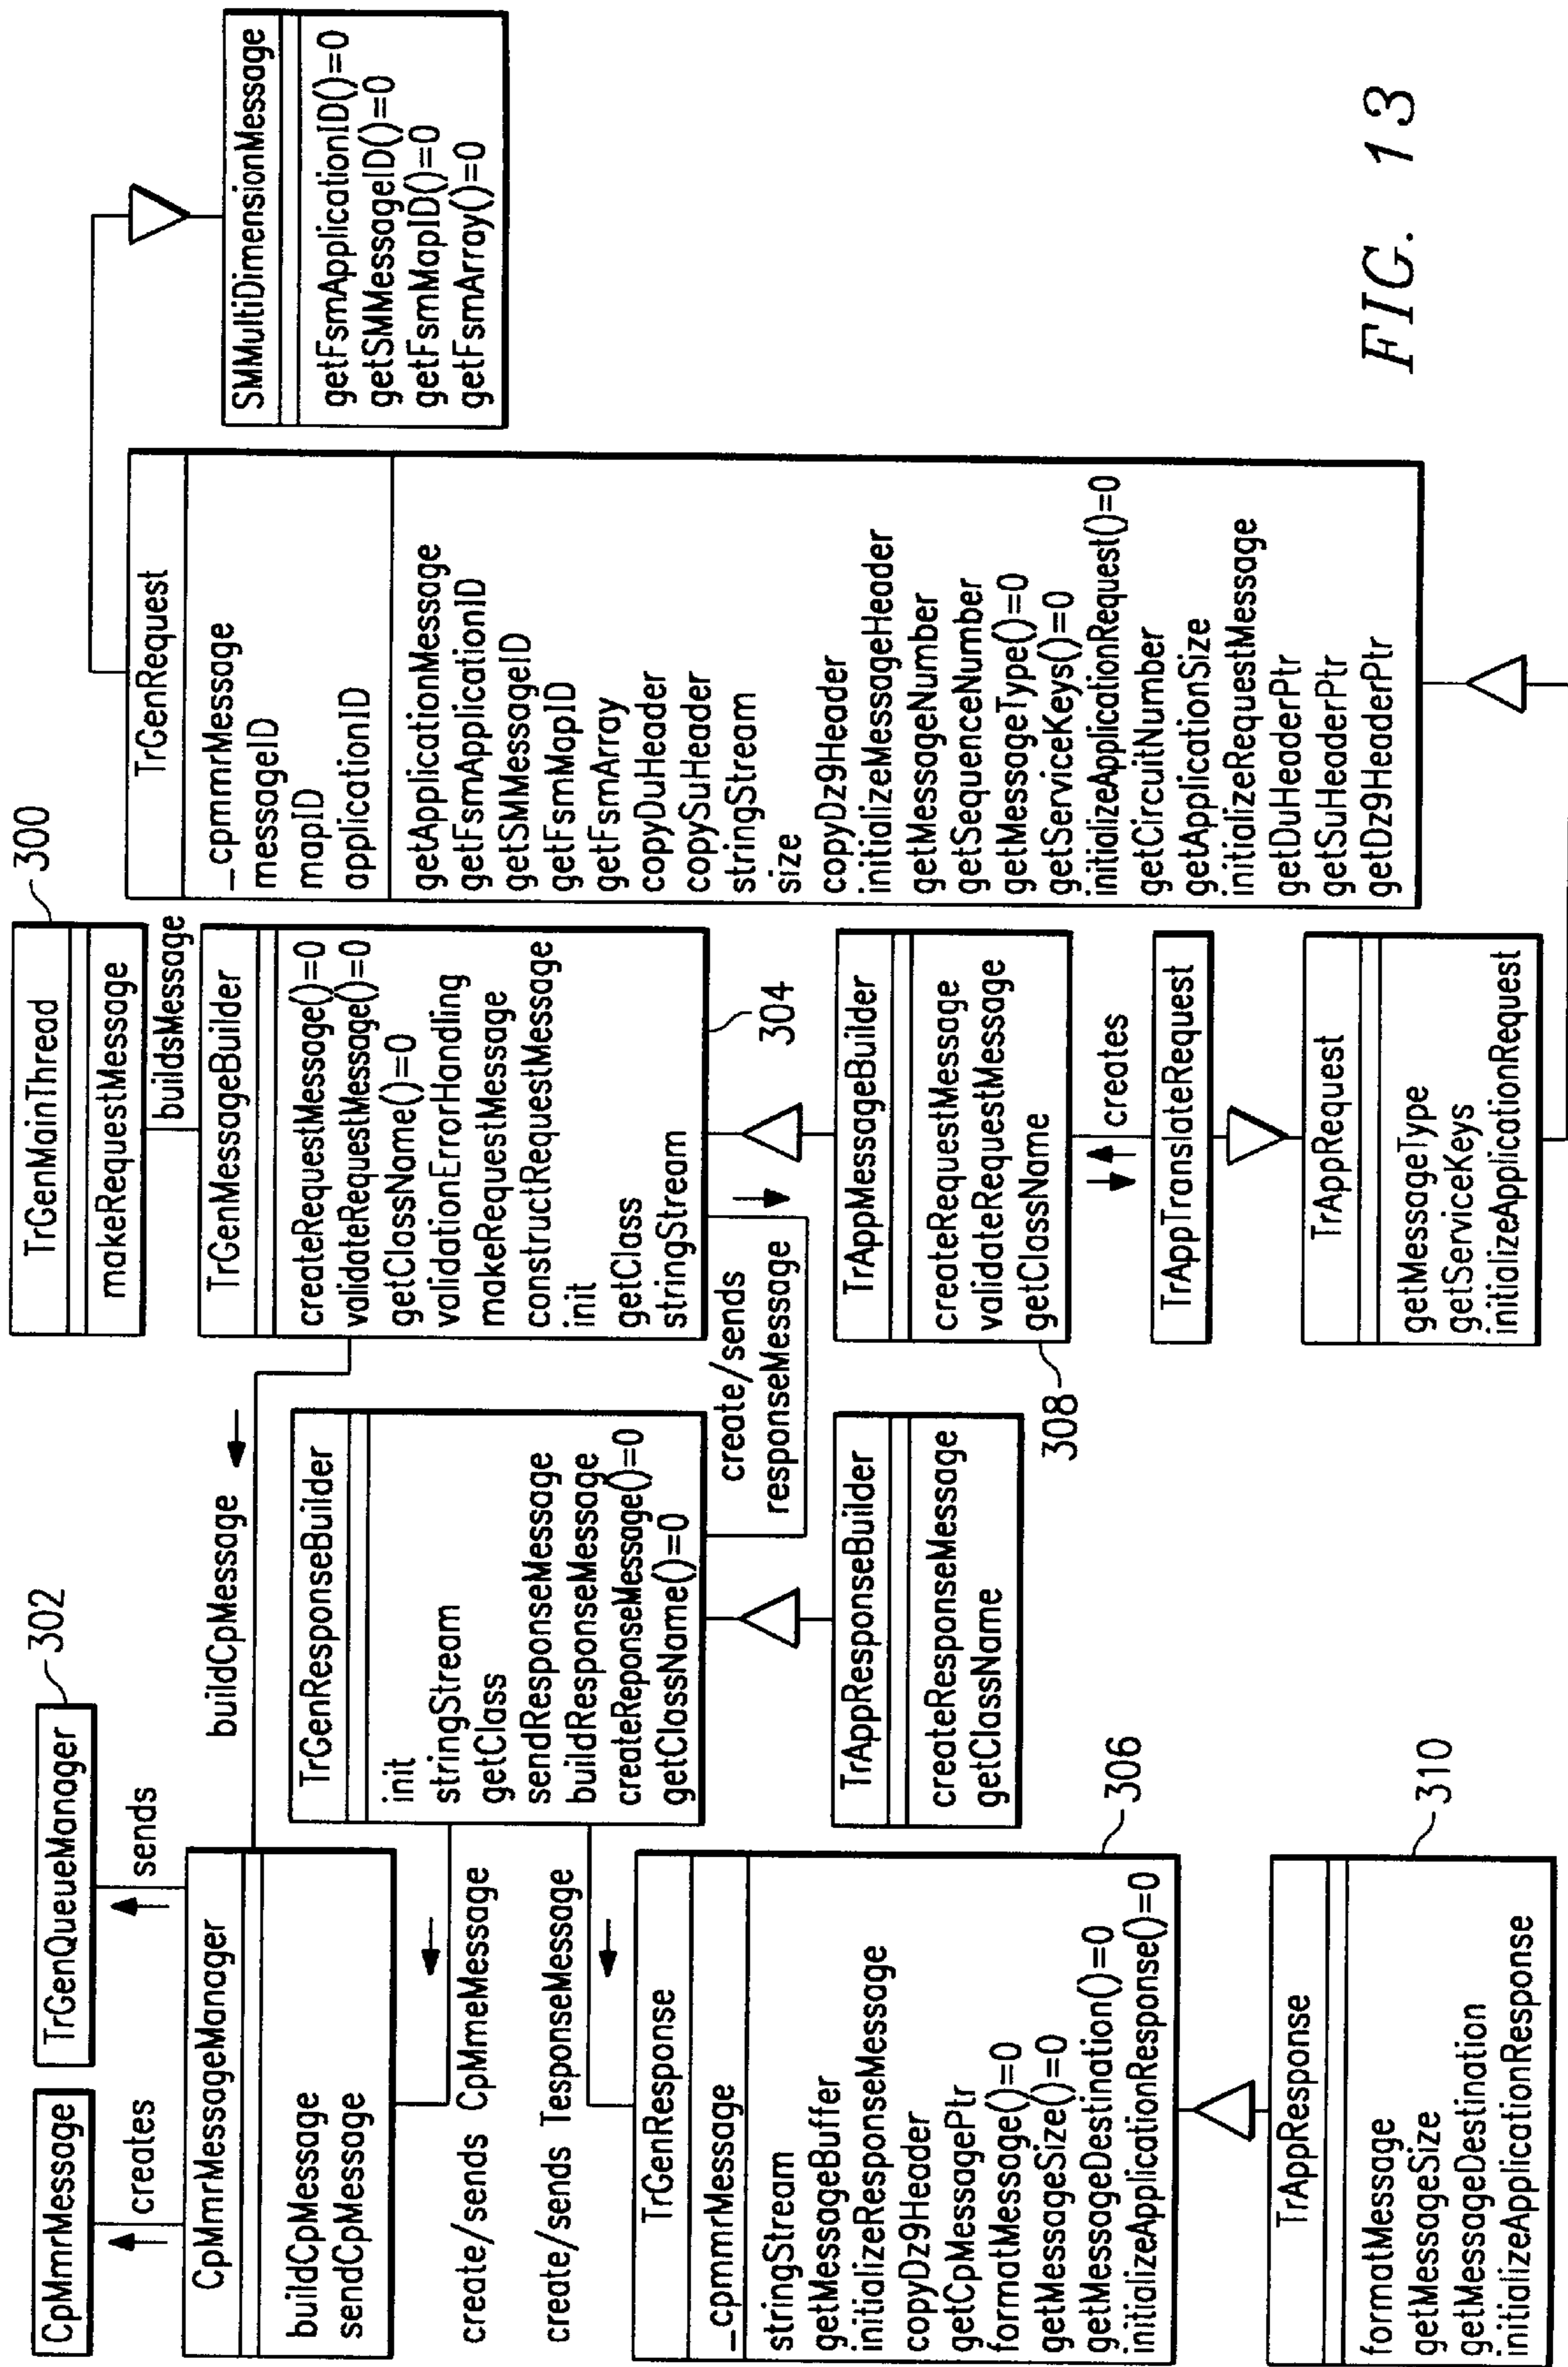 CpMmrMessage
creates
TrGenQueueManager
302
sends
CpMmrMessageManager
buildCpMessage
sendCpMessage
buildCpMessage
create/sends CpMmeMessage
create/sends TesponseMessage
TrGenResponse
_cpmmrMessage
stringStream
getMessageBuffer
initializeResponseMessage
copyDz9Header
getCpMessagePtr
formatMessage()=0
getMessageSize()=0
getMessageDestination()=0
initializeApplicationResponse()=0
306
TrAppResponse
formatMessage
getMessageSize
getMessageDestination
initializeApplicationResponse
310
TrGenResponseBuilder
init
stringStream
getClass
sendResponseMessage
buildResponseMessage
createReponseMessage()=0
getClassName()=0
TrAppResponseBuilder
createResponseMessage
getClassName
create/sends
responseMessage
TrGenMainThread
makeRequestMessage
300
buildsMessage
TrGenMessageBuilder
createRequestMessage()=0
validateRequestMessage()=0
getClassName()=0
validationErrorHandling
makeRequestMessage
constructRequestMessage
init
getClass
stringStream
304
TrAppMessageBuilder
createRequestMessage
validateRequestMessage
getClassName
308
creates
TrAppTranslateRequest
TrAppRequest
getMessageType
getServiceKeys
initializeApplicationRequest
TrGenRequest
_cpmmrMessage
messageID
mapID
applicationID
getApplicationMessage
getFsmApplicationID
getSMMessageID
getFsmMapID
getFsmArray
copyDuHeader
copySuHeader
stringStream
size
copyDz9Header
initializeMessageHeader
getMessageNumber
getSequenceNumber
getMessageType()=0
getServiceKeys()=0
initializeApplicationRequest()=0
getCircuitNumber
getApplicationSize
initializeRequestMessage
getDuHeaderPtr
getSuHeaderPtr
getDz9HeaderPtr
SMMultiDimensionMessage
getFsmApplicationID()=0
getSMMessageID()=0
getFsmMapID()=0
getFsmArray()=0
FIG. 13